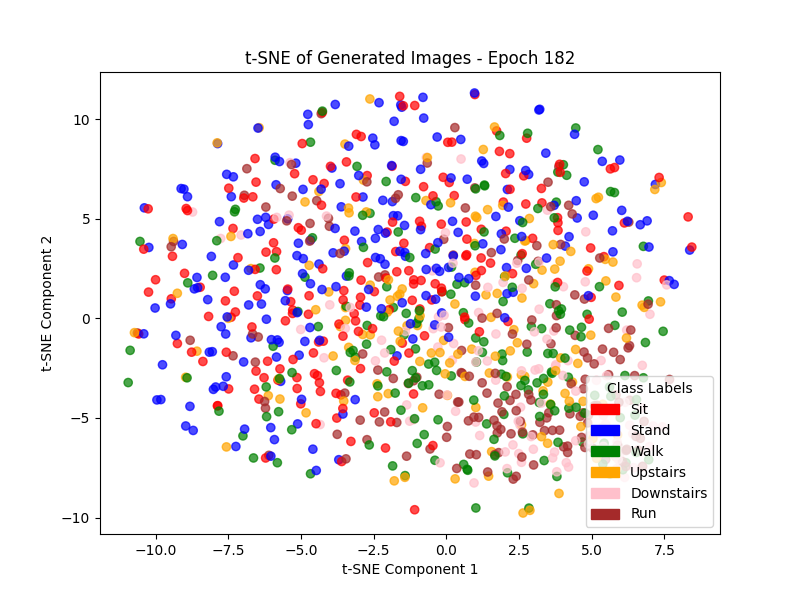 t-SNE of Generated Images - Epoch 182
t-SNE Component 2
10
5
0
−5
−10
Class Labels
Sit
Stand
Walk
Upstairs
Downstairs
Run
−10.0 −7.5 −5.0 −2.5 0.0 2.5 5.0 7.5
t-SNE Component 1